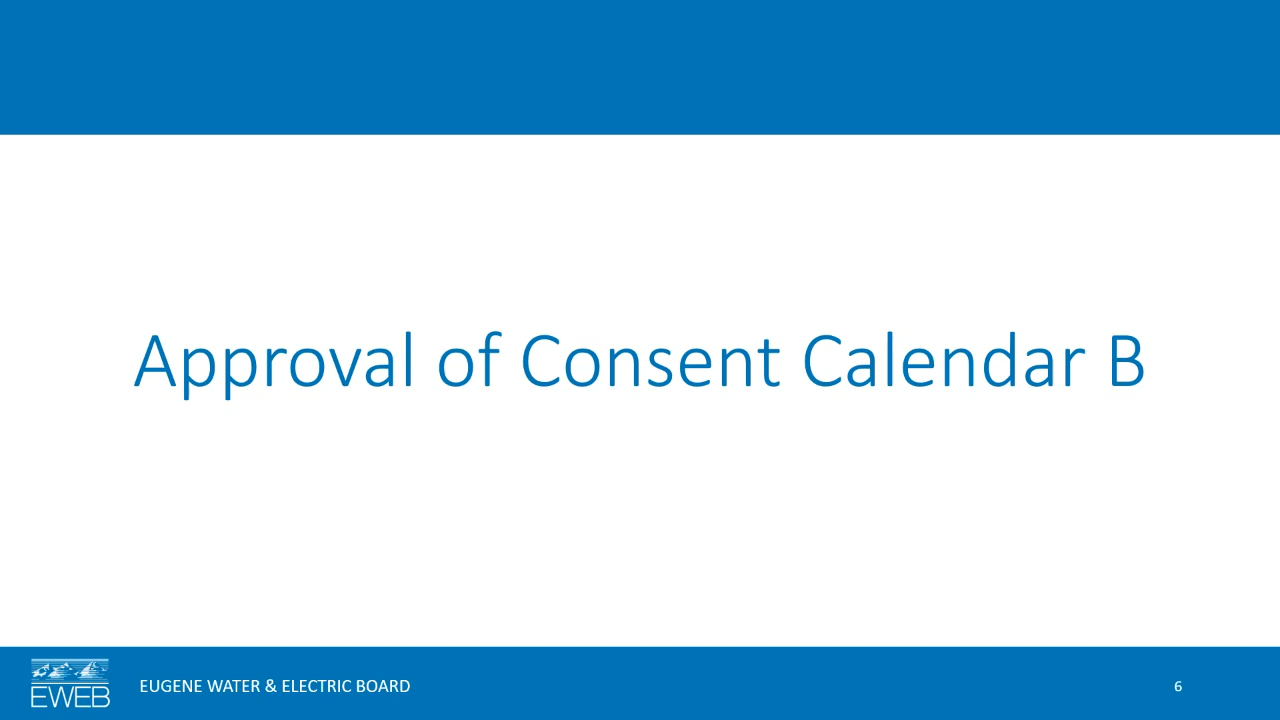 Approval of Consent Calendar B
EWEB
EUGENE WATER & ELECTRIC BOARD
6